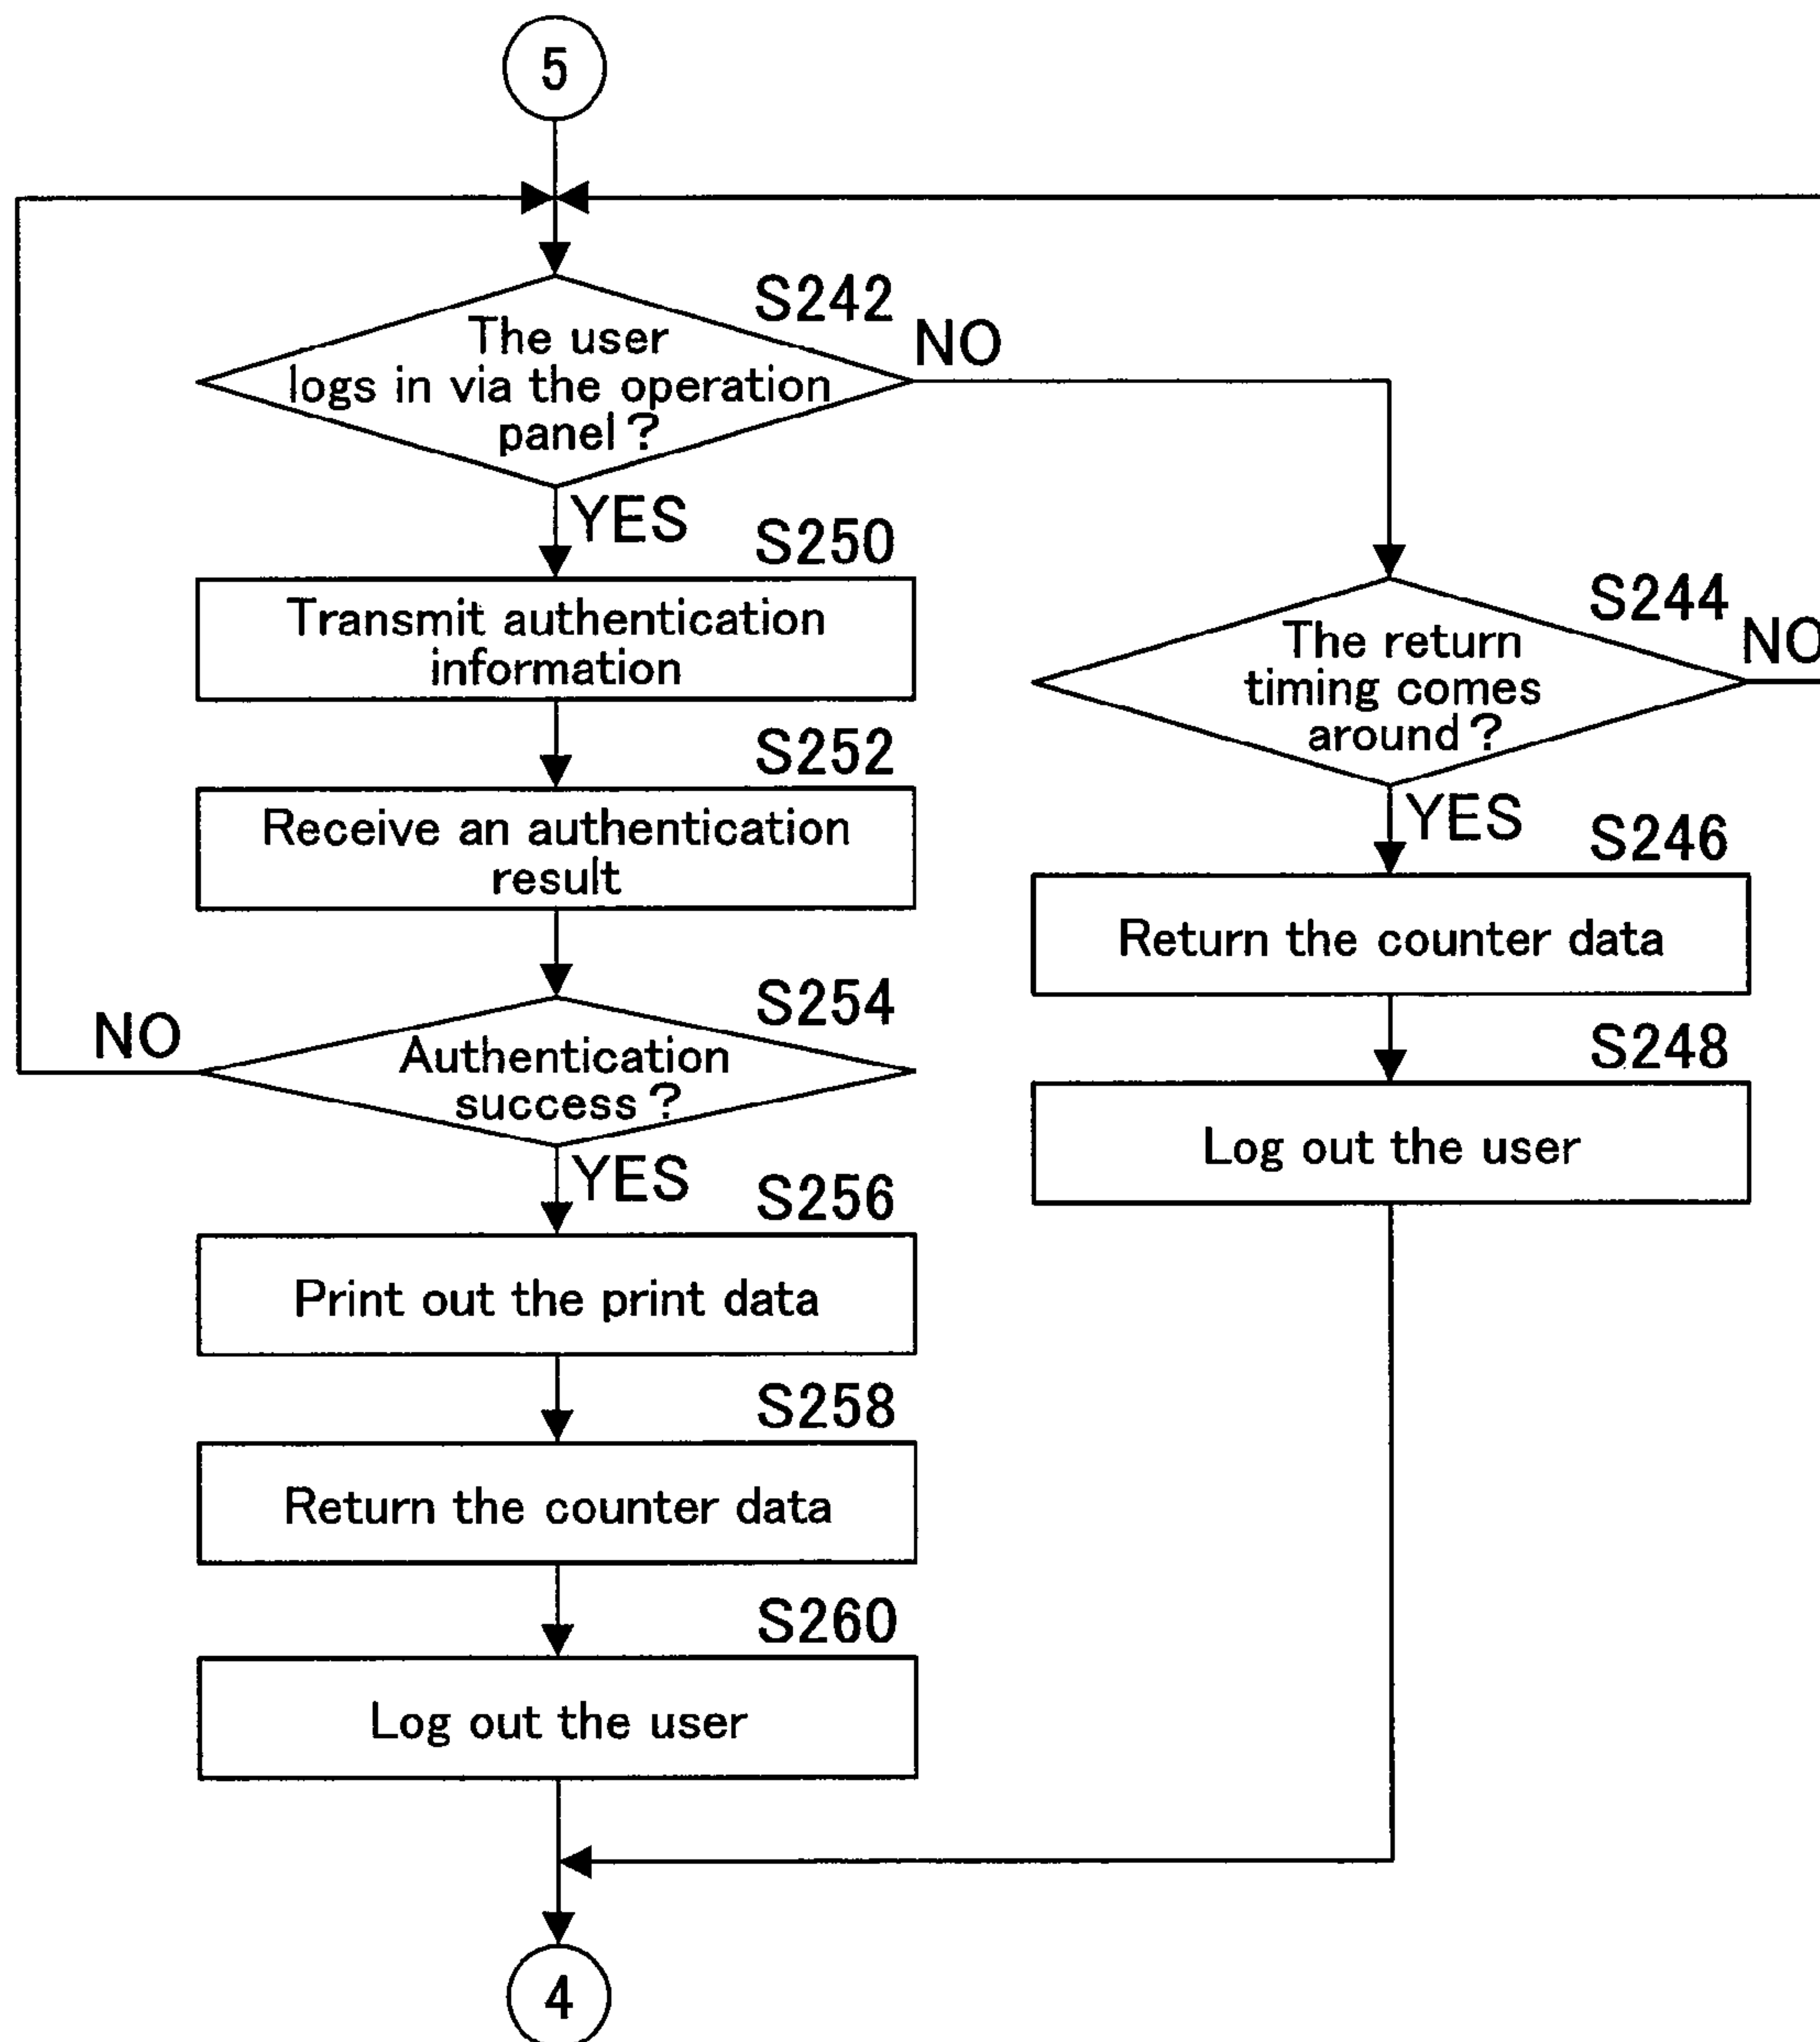 5
S242
The user
logs in via the operation
panel?
NO
YES
S250
Transmit authentication
information
S244
The return
timing comes
around?
NO
S252
Receive an authentication
result
YES
S246
Return the counter data
S254
Authentication
success?
NO
S248
Log out the user
YES
S256
Print out the print data
S258
Return the counter data
S260
Log out the user
4